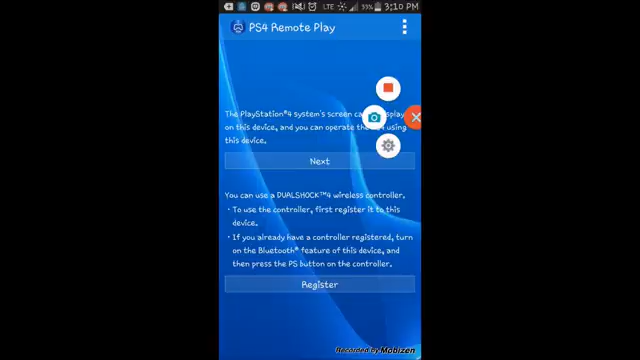 LTE 33% 3:10 PM
PS4 Remote Play
The PlayStation®4 system's screen ca
on this device, and you can operate the using
this device.
Next
You can use a DUALSHOCK™4 wireless controller.
· To use the controller, first register it to this
device.
· If you already have a controller registered, turn
on the Bluetooth® feature of this device, and
then press the PS button on the controller.
Register
Recorded by Mobizen